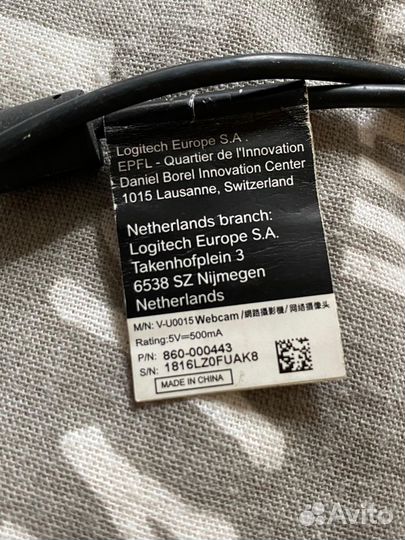 Logitech Europe S.A.
EPFL - Quartier de l'Innovation
Daniel Borel Innovation Center
1015 Lausanne, Switzerland
Netherlands branch:
Logitech Europe S.A.
Takenhofplein 3
6538 SZ Nijmegen
Netherlands
M/N: V-U0015 Webcam /網路攝影機/网络摄像头
Rating:5V⎓500mA
P/N: 860-000443
S/N: 1816LZ0FUAK8
MADE IN CHINA
Avito